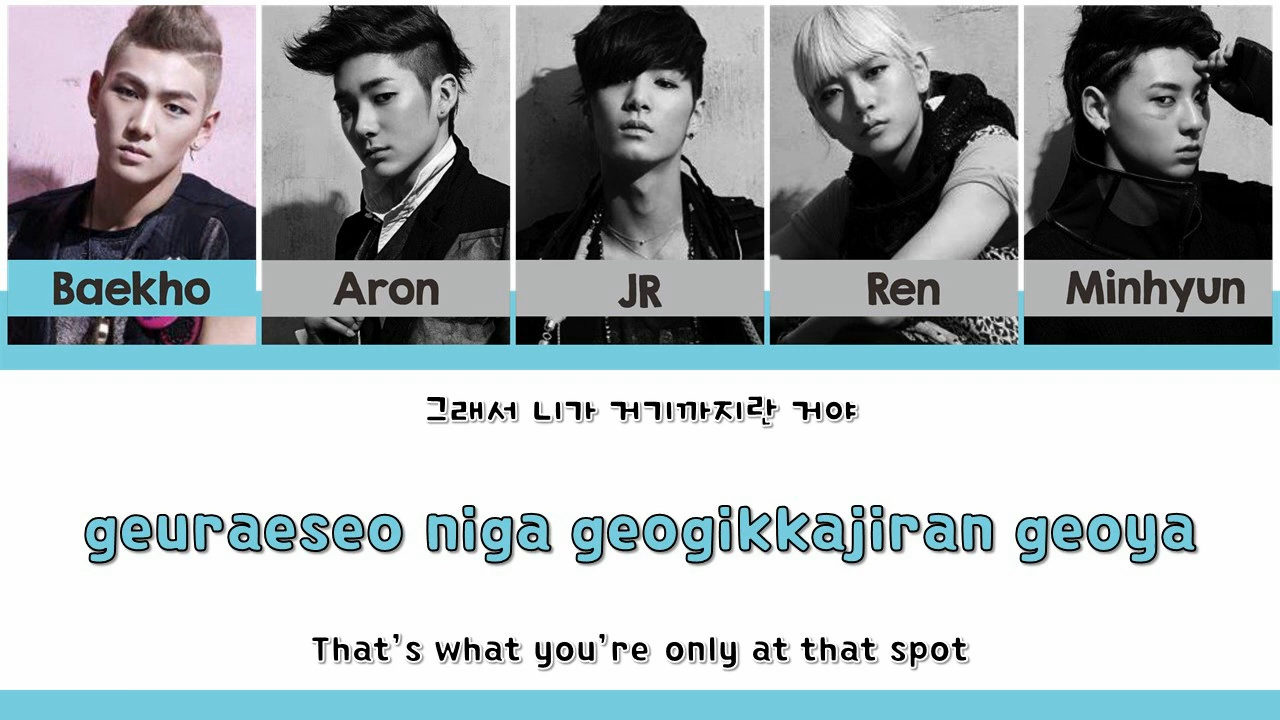 Baekho Aron JR Ren Minhyun
그래서 니가 거기까지란 거야
geuraeseo niga geogikkajiran geoya
That's what you're only at that spot